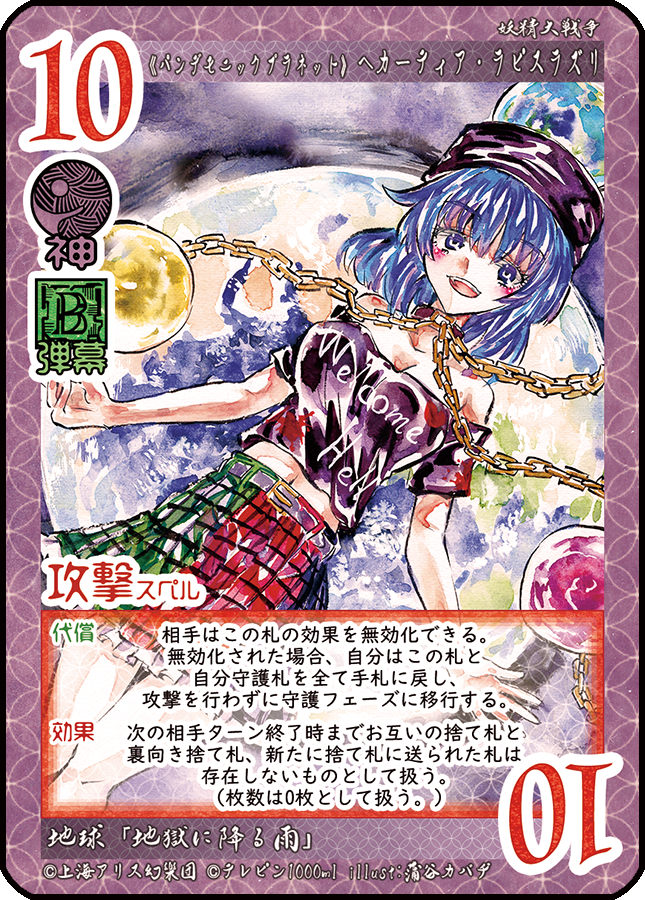 10
妖精大戦争
《パンデモニックプラネット》 ヘカーティア・ラピスラズリ
神
B
弾幕
Welcome
Hell
攻撃スペル
代償
相手はこの札の効果を無効化できる。
無効化された場合、自分はこの札と
自分守護札を全て手札に戻し、
攻撃を行わずに守護フェーズに移行する。
効果
次の相手ターン終了時までお互いの捨て札と
裏向き捨て札、新たに捨て札に送られた札は
存在しないものとして扱う。
（枚数は0枚として扱う。）
10
地球「地獄に降る雨」
©上海アリス幻樂団 ©テレピン1000ml illust:蒲谷カバヂ